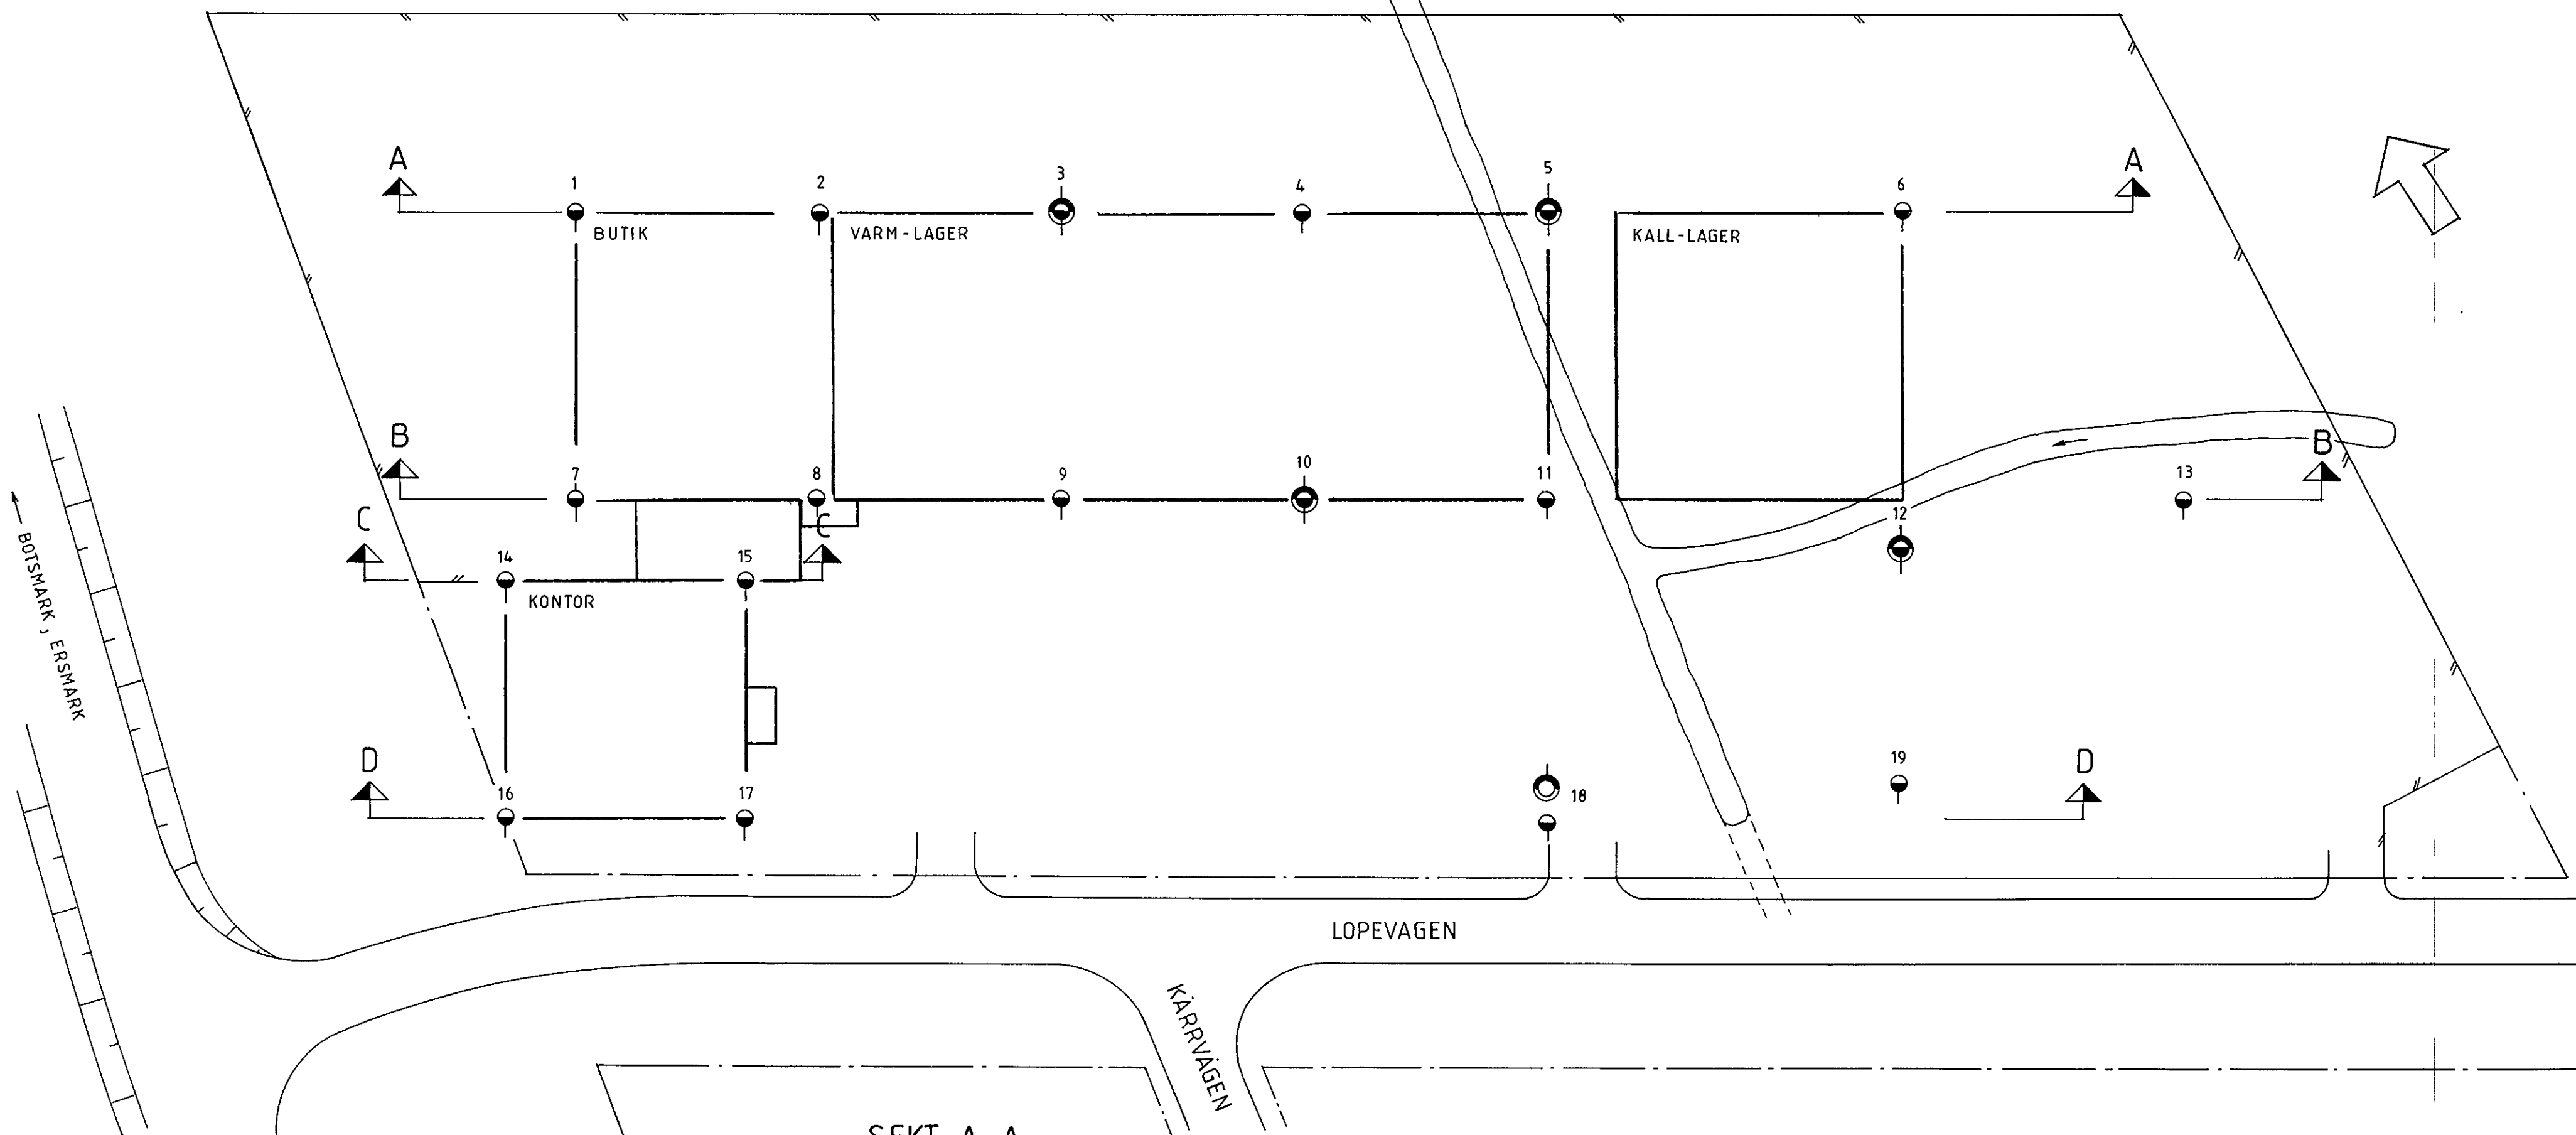 A
1
2
3
4
5
6
A
BUTIK
VARM-LAGER
KALL-LAGER
B
7
8
9
10
11
12
13
B
C
14
15
C
KONTOR
BOTSMARK, ERSMARK
D
16
17
18
19
D
LOPEVAGEN
KÄRRVÄGEN
SEKT A-A